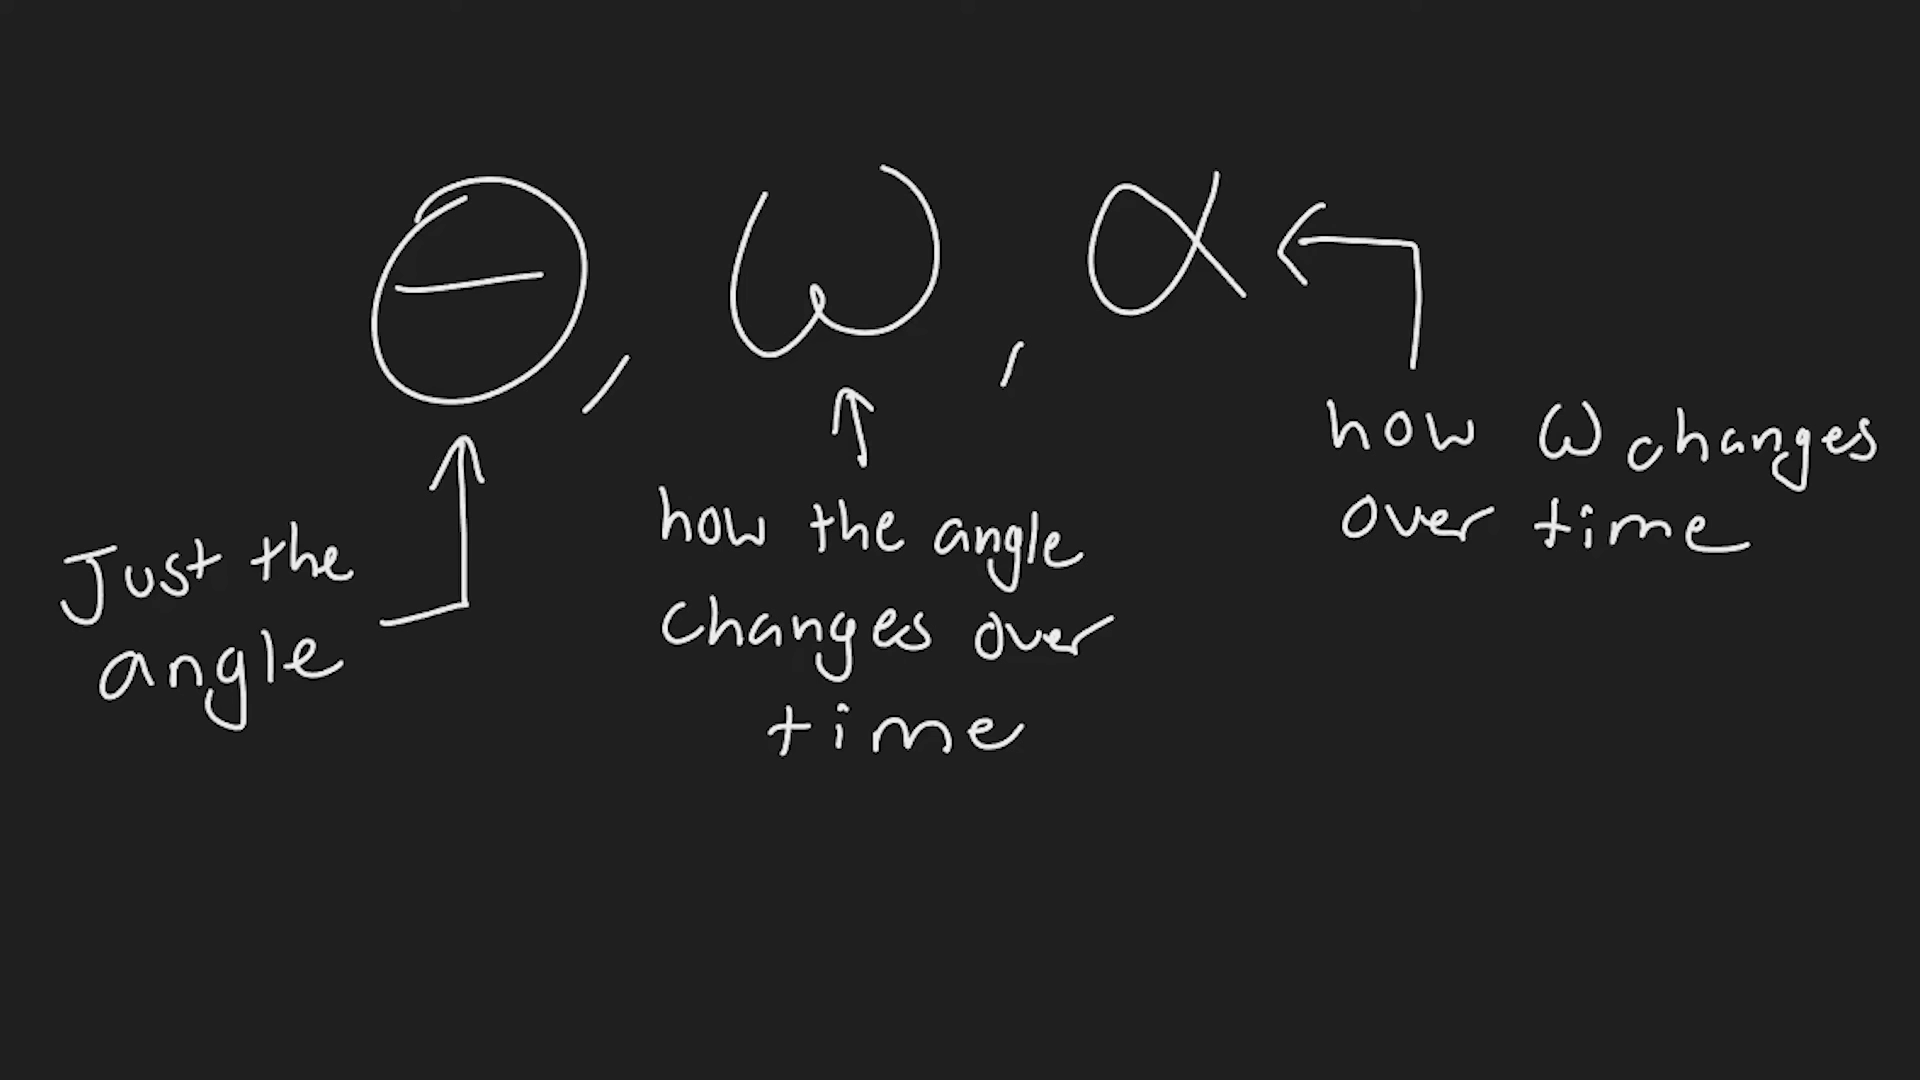 Θ, ω, α
Just the
angle
how the angle
changes over
time
how ω changes
over time